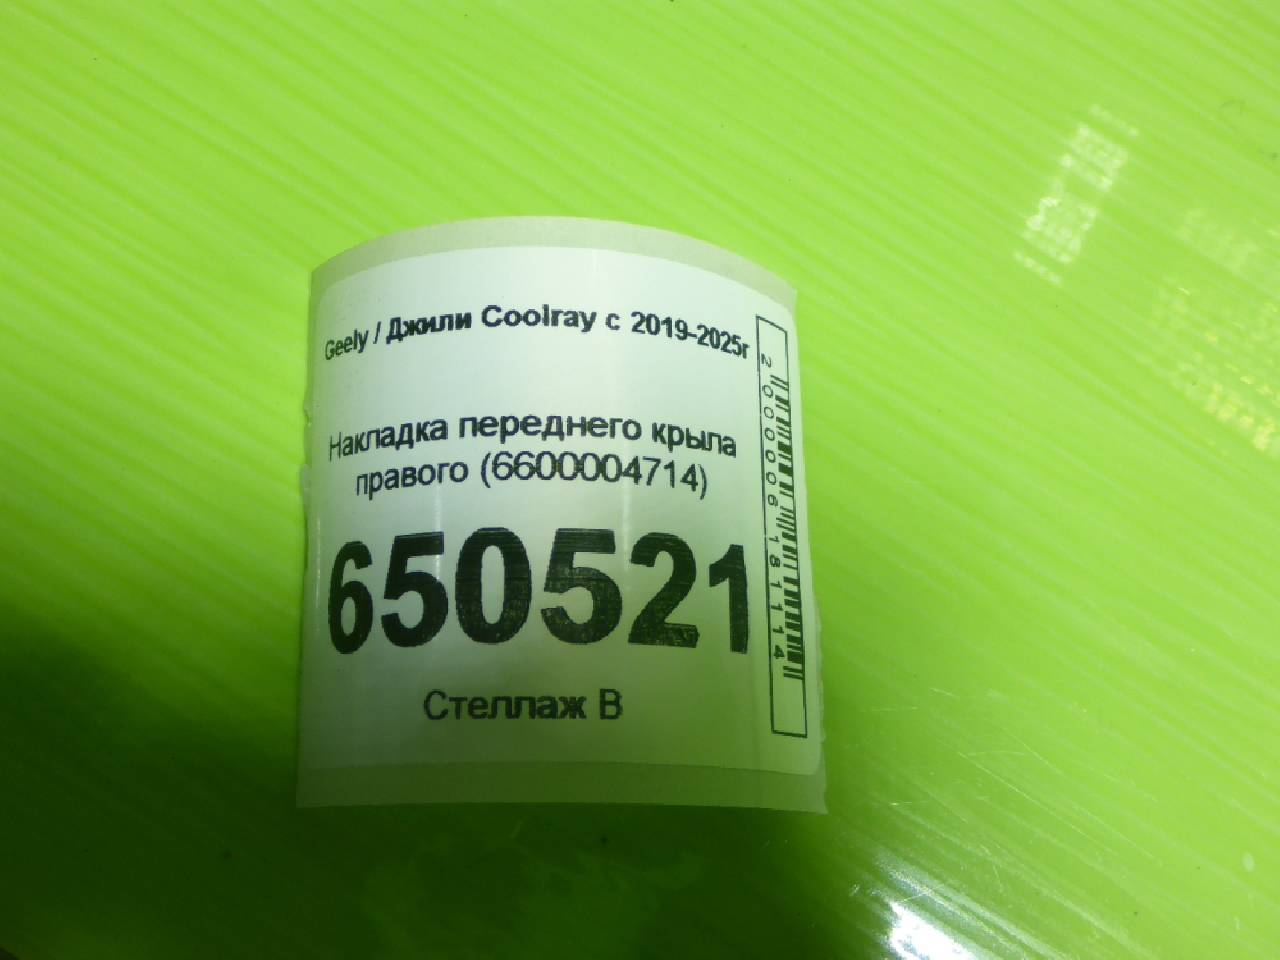 Geely / Джили Coolray с 2019-2025г
Накладка переднего крыла
правого (6600004714)
650521
Стеллаж В
2000006181114